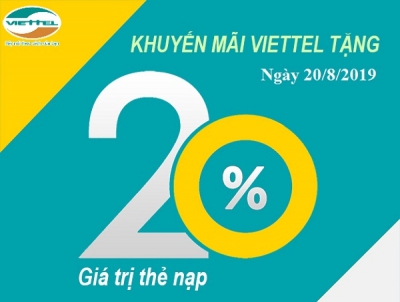 VIETTEL
KHUYẾN MÃI VIETTEL TẶNG
Ngày 20/8/2019
20%
Giá trị thẻ nạp